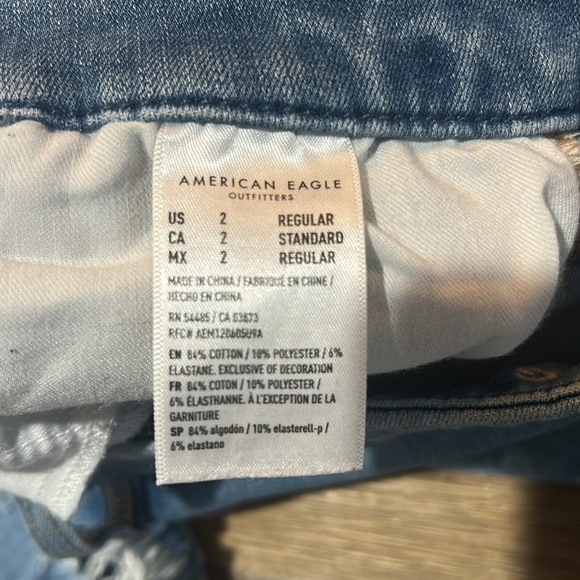 AMERICAN EAGLE
OUTFITTERS
US 2 REGULAR
CA 2 STANDARD
MX 2 REGULAR
MADE IN CHINA / FABRIQUÉ EN CHINE /
HECHO EN CHINA
RN 54485 / CA 03673
RFC# AEM120605U9A
EN 84% COTTON / 10% POLYESTER / 6%
ELASTANE. EXCLUSIVE OF DECORATION
FR 84% COTON / 10% POLYESTER /
6% ÉLASTHANNE. À L'EXCEPTION DE LA
GARNITURE
SP 84% algodón / 10% elasterell-p /
6% elastano